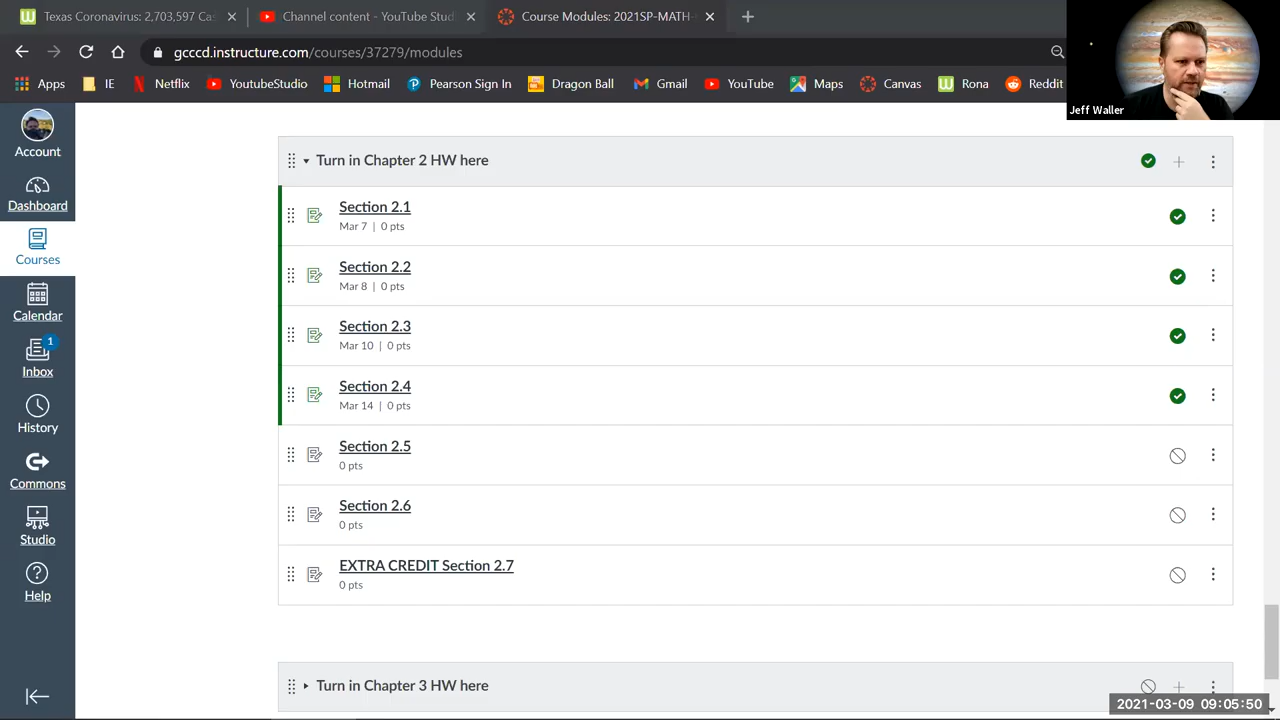 Texas Coronavirus: 2,703,597 Ca
Channel content - YouTube Stu
Course Modules: 2021SP-MATH-
gcccd.instructure.com/courses/37279/modul
Apps
IE
Netflix
YoutubeStudio
Hotmail
Pearson Sign In
Dragon Ball
Gmail
YouTube
Maps
Canvas
Rona
Reddit
Jeff Waller
Account
Dashboard
Courses
Calendar
1
Inbox
History
Commons
Studio
Help
Turn in Chapter 2 HW here
Section 2.1
Mar 7 | 0 pts
Section 2.2
Mar 8 | 0 pts
Section 2.3
Mar 10 | 0 pts
Section 2.4
Mar 14 | 0 pts
Section 2.5
0 pts
Section 2.6
0 pts
EXTRA CREDIT Section 2.7
0 pts
Turn in Chapter 3 HW here
2021-03-09 09:05:50